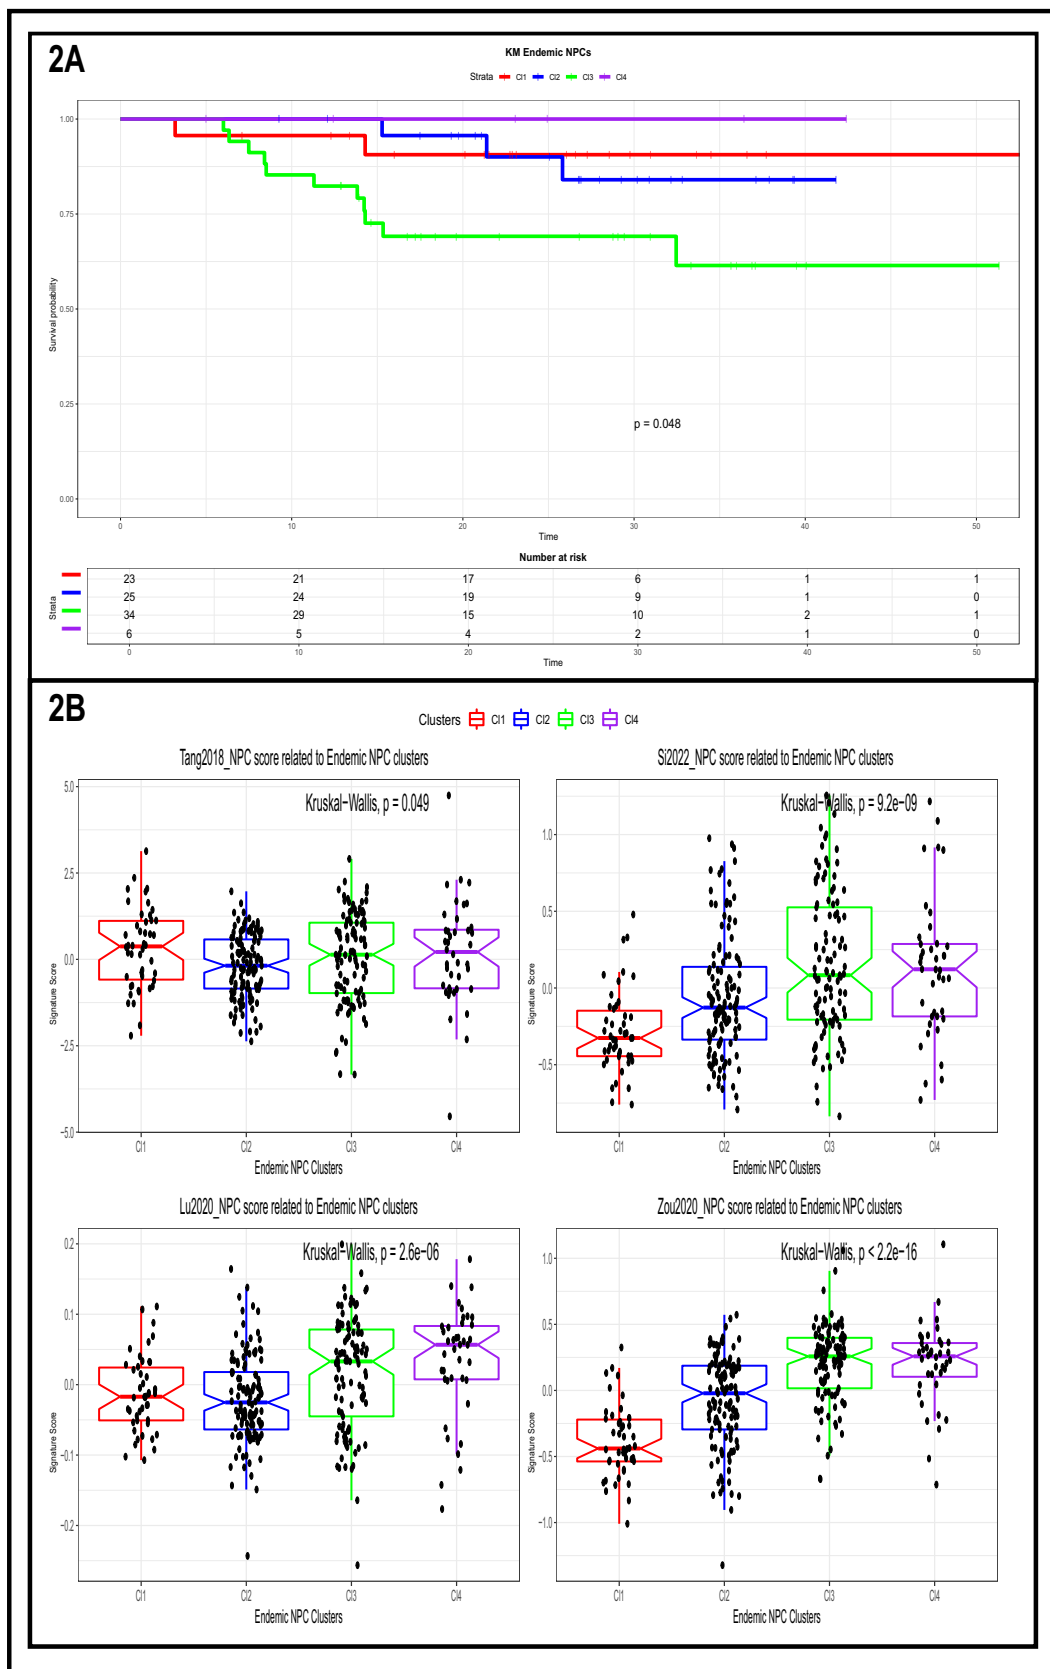 2A
KM Endemic NPCs
Strata Cl1 Cl2 Cl3 Cl4
Survival probability
1.00
0.75
0.50
0.25
0.00
p = 0.048
0 10 20 30 40 50
Time
Number at risk
Strata
23 21 17 6 1 1
25 24 19 9 1 0
34 29 15 10 2 1
6 5 4 2 1 0
0 10 20 30 40 50
Time
2B
Clusters Cl1 Cl2 Cl3 Cl4
Tang2018_NPC score related to Endemic NPC clusters
Kruskal−Wallis, p = 0.049
Signature Score
5.0
2.5
0.0
−2.5
−5.0
Cl1 Cl2 Cl3 Cl4
Endemic NPC Clusters
Si2022_NPC score related to Endemic NPC clusters
Kruskal−Wallis, p = 9.2e−09
Signature Score
1.0
0.5
0.0
−0.5
Cl1 Cl2 Cl3 Cl4
Endemic NPC Clusters
Lu2020_NPC score related to Endemic NPC clusters
Kruskal−Wallis, p = 2.6e−06
Signature Score
0.2
0.1
0.0
−0.1
−0.2
Cl1 Cl2 Cl3 Cl4
Endemic NPC Clusters
Zou2020_NPC score related to Endemic NPC clusters
Kruskal−Wallis, p < 2.2e−16
Signature Score
1.0
0.5
0.0
−0.5
−1.0
Cl1 Cl2 Cl3 Cl4
Endemic NPC Clusters